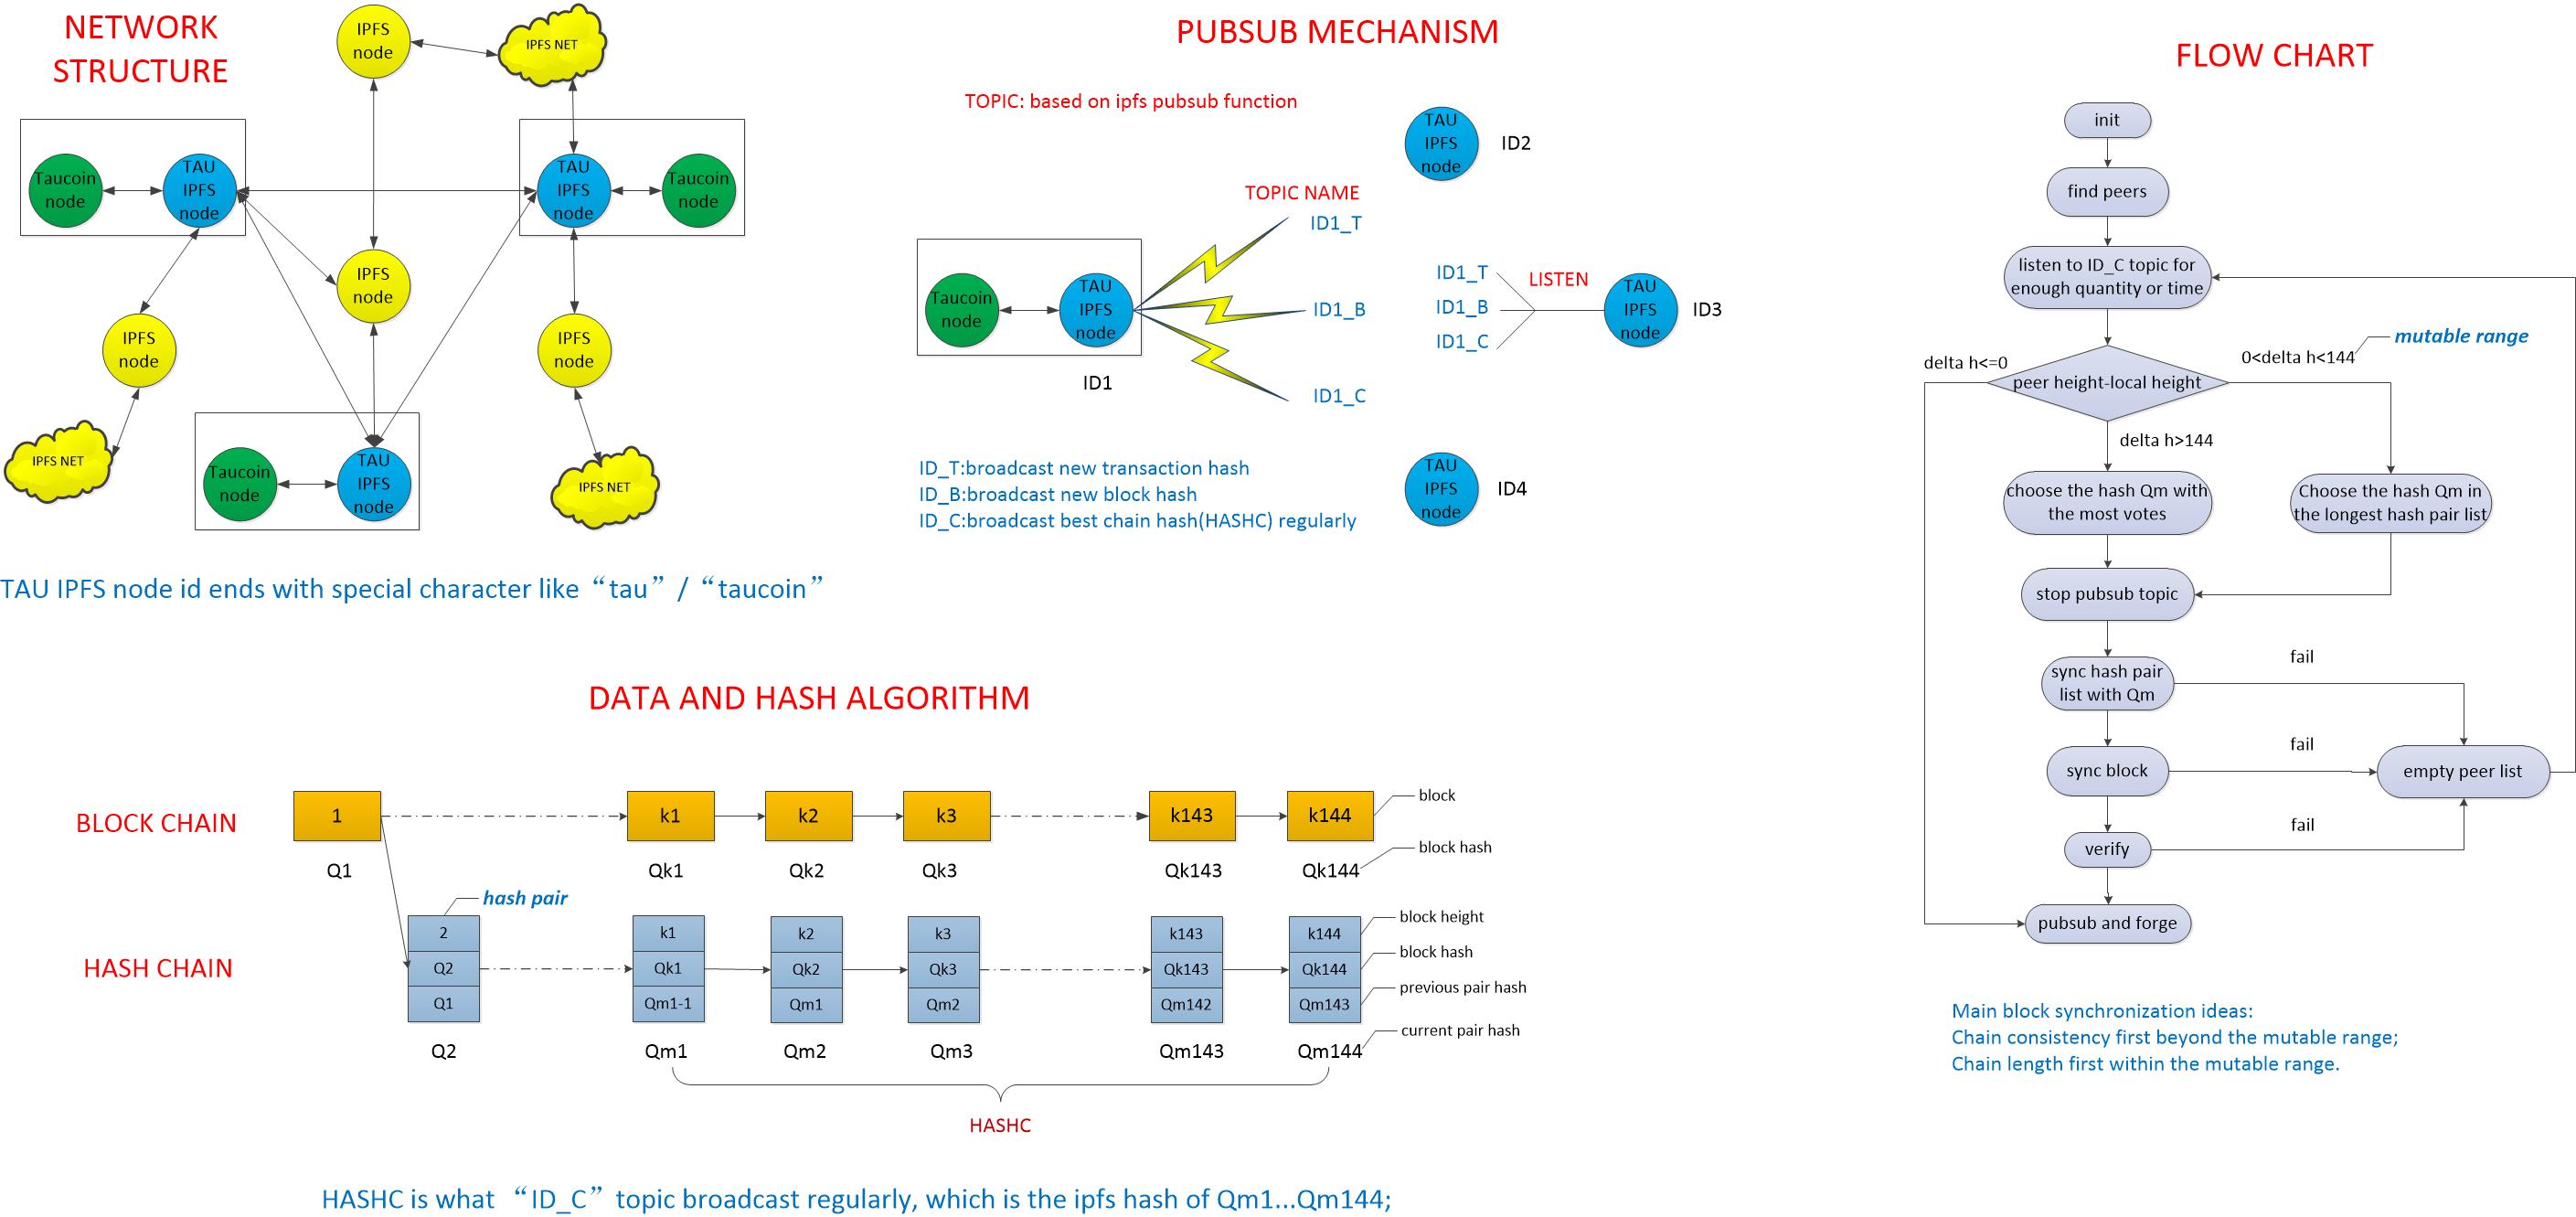 NETWORK
STRUCTURE
IPFS
node
IPFS NET
Taucoin
node
TAU
IPFS
node
TAU
IPFS
node
Taucoin
node
IPFS
node
IPFS
node
IPFS
node
IPFS NET
Taucoin
node
TAU
IPFS
node
IPFS NET
TAU IPFS node id ends with special character like “tau” / “taucoin”
PUBSUB MECHANISM
TOPIC: based on ipfs pubsub function
TAU
IPFS
node
ID2
TOPIC NAME
ID1_T
ID1_B
ID1_C
Taucoin
node
TAU
IPFS
node
ID1
ID1_T
ID1_B
ID1_C
LISTEN
TAU
IPFS
node
ID3
ID_T:broadcast new transaction hash
ID_B:broadcast new block hash
ID_C:broadcast best chain hash(HASHC) regularly
TAU
IPFS
node
ID4
FLOW CHART
init
find peers
listen to ID_C topic for
enough quantity or time
mutable range
delta h<=0
0<delta h<144
peer height-local height
delta h>144
choose the hash Qm with
the most votes
Choose the hash Qm in
the longest hash pair list
stop pubsub topic
fail
sync hash pair
list with Qm
fail
sync block
empty peer list
fail
verify
pubsub and forge
Main block synchronization ideas:
Chain consistency first beyond the mutable range;
Chain length first within the mutable range.
DATA AND HASH ALGORITHM
BLOCK CHAIN
1
k1
k2
k3
k143
k144
block
Q1
Qk1
Qk2
Qk3
Qk143
Qk144
block hash
hash pair
HASH CHAIN
2
Q2
Q1
k1
Qk1
Qm1-1
k2
Qk2
Qm1
k3
Qk3
Qm2
k143
Qk143
Qm142
k144
Qk144
Qm143
block height
block hash
previous pair hash
current pair hash
Q2
Qm1
Qm2
Qm3
Qm143
Qm144
HASHC
HASHC is what “ID_C” topic broadcast regularly, which is the ipfs hash of Qm1...Qm144;